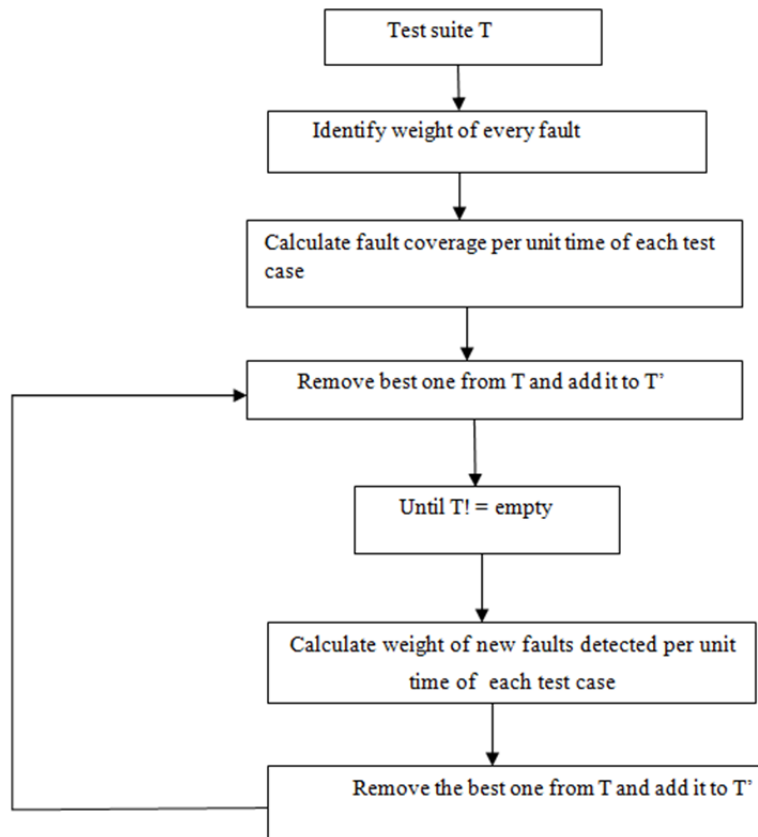 Test suite T
Identify weight of every fault
Calculate fault coverage per unit time of each test
case
Remove best one from T and add it to T’
Until T! = empty
Calculate weight of new faults detected per unit
time of each test case
Remove the best one from T and add it to T’